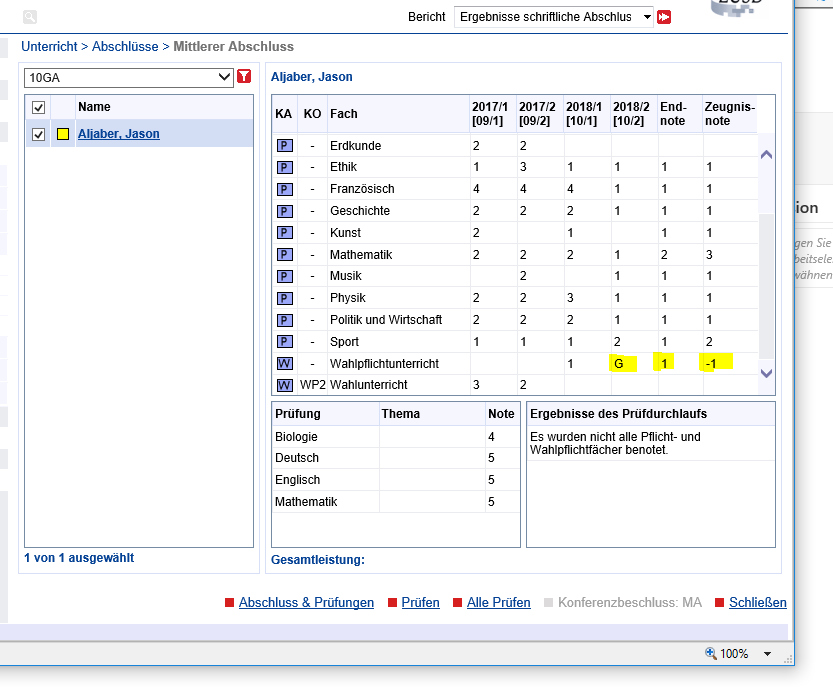 Bericht Ergebnisse schriftliche Abschlus
Unterricht > Abschlüsse > Mittlerer Abschluss
10GA
Name
Aljaber, Jason
1 von 1 ausgewählt
Aljaber, Jason
KA KO Fach 2017/1 [09/1] 2017/2 [09/2] 2018/1 [10/1] 2018/2 [10/2] End-note Zeugnis-note
P - Erdkunde 2 2
P - Ethik 1 3 1 1 1 1
P - Französisch 4 4 4 1 1 1
P - Geschichte 2 2 2 1 1 1
P - Kunst 2 1 1 1
P - Mathematik 2 2 2 1 2 3
P - Musik 2 1 1 1
P - Physik 2 2 3 1 1 1
P - Politik und Wirtschaft 2 2 2 1 1 1
P - Sport 1 1 1 2 1 2
W - Wahlpflichtunterricht 1 G 1 -1
W WP2 Wahlunterricht 3 2
Prüfung Thema Note
Biologie 4
Deutsch 5
Englisch 5
Mathematik 5
Ergebnisse des Prüfdurchlaufs
Es wurden nicht alle Pflicht- und
Wahlpflichtfächer benotet.
Gesamtleistung:
Abschluss & Prüfungen Prüfen Alle Prüfen Konferenzbeschluss: MA Schließen
100%
ion
gen Sie
beitsele
wähnen